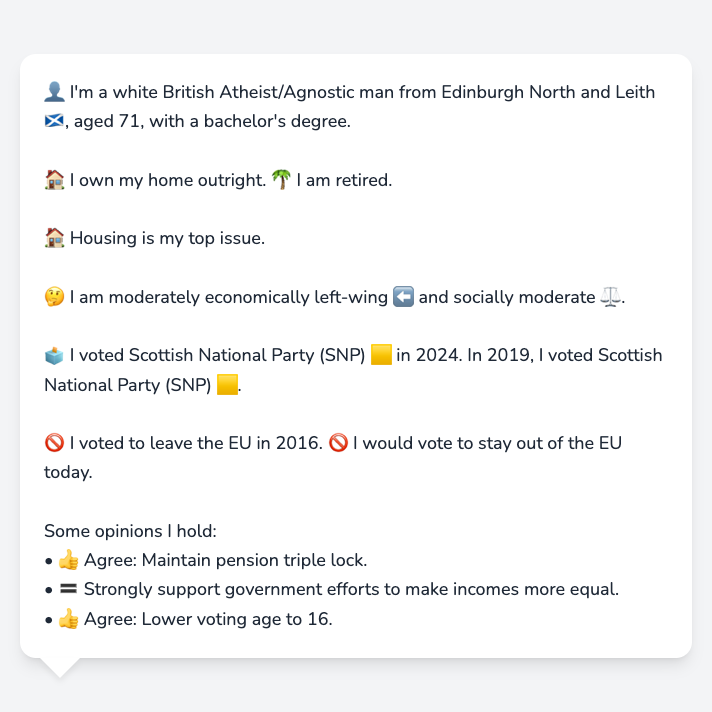 👤 I'm a white British Atheist/Agnostic man from Edinburgh North and Leith
🏴󠁧󠁢󠁳󠁣󠁴󠁿, aged 71, with a bachelor's degree.
🏠 I own my home outright. 🌴 I am retired.
🏠 Housing is my top issue.
🤔 I am moderately economically left-wing ⬅️ and socially moderate ⚖️.
🗳️ I voted Scottish National Party (SNP) 🟨 in 2024. In 2019, I voted Scottish
National Party (SNP) 🟨.
🚫 I voted to leave the EU in 2016. 🚫 I would vote to stay out of the EU
today.
Some opinions I hold:
• 👍 Agree: Maintain pension triple lock.
• 🟰 Strongly support government efforts to make incomes more equal.
• 👍 Agree: Lower voting age to 16.